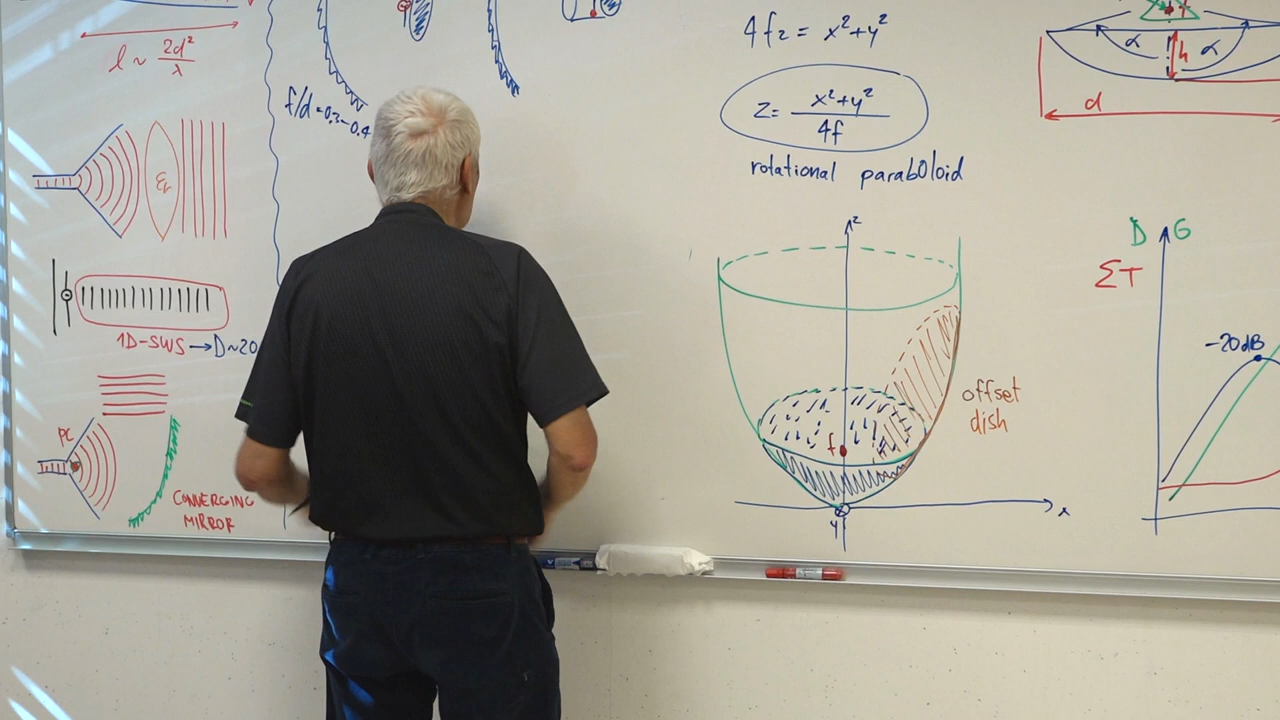 l ~ 2d²/λ
εr
1D-SWS → D~20
PC
CONVERGING
MIRROR
f/d=0.3-0.4
4fz = x²+y²
z = x²+y²/4f
rotational parabOloid
z
f
offset
dish
x
y
α
h
α
d
D G
ΣT
-20dB